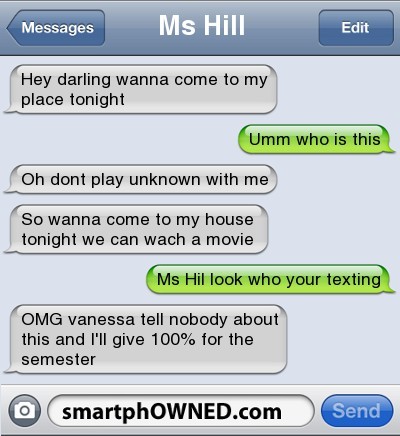 Messages
Ms Hill
Edit
Hey darling wanna come to my
place tonight
Umm who is this
Oh dont play unknown with me
So wanna come to my house
tonight we can wach a movie
Ms Hil look who your texting
OMG vanessa tell nobody about
this and I'll give 100% for the
semester
smartphOWNED.com
Send